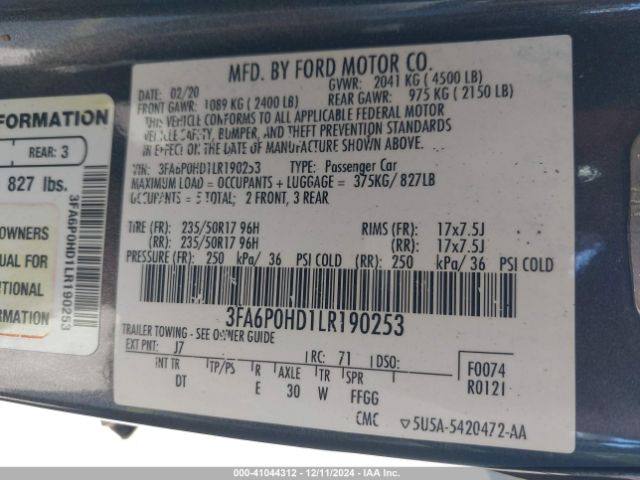 MFD. BY FORD MOTOR CO.
DATE: 02/20 GVWR: 2041 KG (4500 LB)
FRONT GAWR: 1089 KG (2400 LB) REAR GAWR: 975 KG (2150 LB)
THIS VEHICLE CONFORMS TO ALL APPLICABLE FEDERAL MOTOR
VEHICLE SAFETY, BUMPER, AND THEFT PREVENTION STANDARDS
IN EFFECT ON THE DATE OF MANUFACTURE SHOWN ABOVE.
VIN: 3FA6P0HD1LR190253 TYPE: Passenger Car
MAXIMUM LOAD = OCCUPANTS + LUGGAGE = 375KG/ 827LB
OCCUPANTS = 5 TOTAL; 2 FRONT, 3 REAR
TIRE (FR): 235/50R17 96H RIMS (FR): 17x7.5J
(RR): 235/50R17 96H (RR): 17x7.5J
PRESSURE (FR): 250 kPa/ 36 PSI COLD (RR): 250 kPa/ 36 PSI COLD
3FA6P0HD1LR190253
TRAILER TOWING - SEE OWNER GUIDE
EXT PNT: J7 RC: 71 DSO: F0074
INT TR TP/PS R AXLE TR SPR R0121
DT E 30 W FFGG
CMC 5U5A-5420472-AA
FORMATION
REAR: 3
827 lbs.
3FA6P0HD1LR190253
OWNERS
UAL FOR
TIONAL
FORMATION
000-41044312 - 12/11/2024 - IAA Inc.